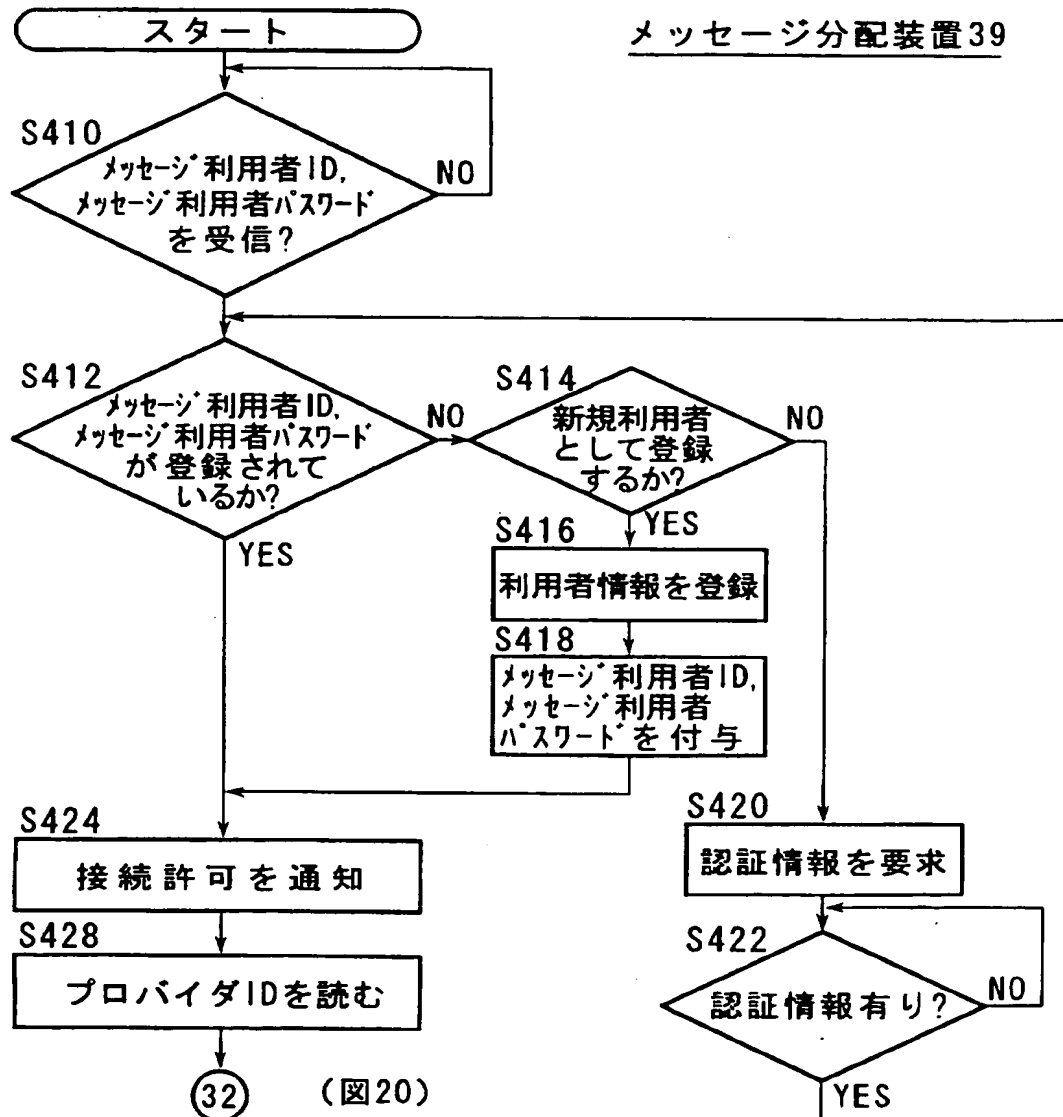 スタート
メッセージ分配装置39
S410
メッセージ利用者ID,
メッセージ利用者パスワード
を受信?
NO
S412
メッセージ利用者ID,
メッセージ利用者パスワード
が登録されて
いるか?
NO
YES
S414
新規利用者
として登録
するか?
NO
YES
S416
利用者情報を登録
S418
メッセージ利用者ID,
メッセージ利用者
パスワードを付与
S424
接続許可を通知
S420
認証情報を要求
S428
プロバイダIDを読む
S422
認証情報有り?
NO
YES
32
(図20)